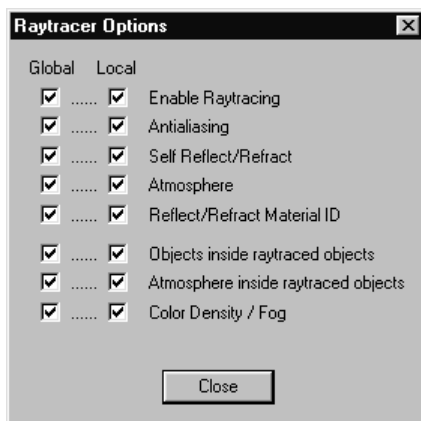 Raytracer Options
Global Local
...... Enable Raytracing
...... Antialiasing
...... Self Reflect/Refract
...... Atmosphere
...... Reflect/Refract Material ID
...... Objects inside raytraced objects
...... Atmosphere inside raytraced objects
...... Color Density / Fog
Close